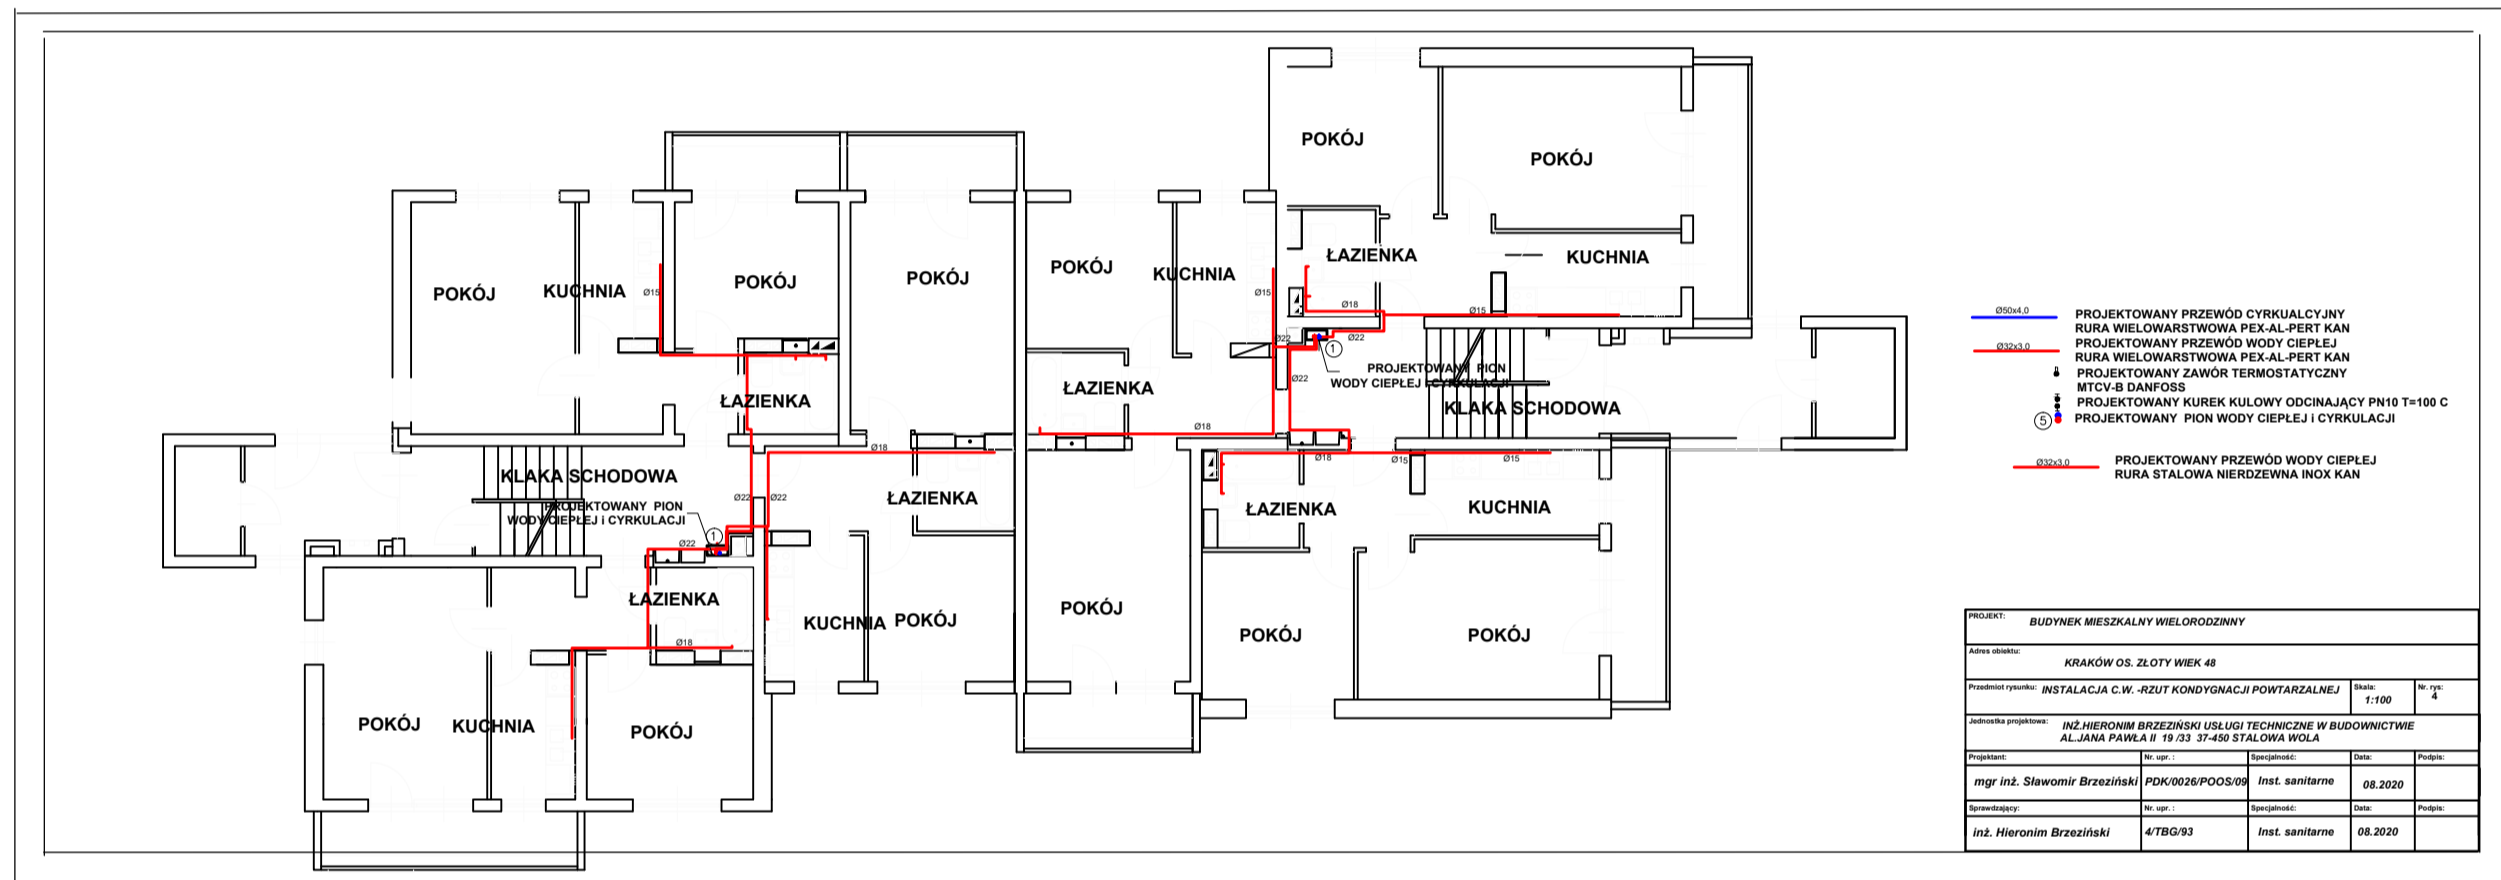 POKÓJ
POKÓJ
ŁAZIENKA
KUCHNIA
POKÓJ
KUCHNIA
Ø15
POKÓJ
POKÓJ
POKÓJ
KUCHNIA
Ø15
Ø18
Ø15
Ø22
Ø22
1
PROJEKTOWANY PION
WODY CIEPŁEJ i CYRKULACJI
Ø22
ŁAZIENKA
ŁAZIENKA
KLAKA SCHODOWA
Ø18
Ø18
Ø18
Ø15
Ø15
KLAKA SCHODOWA
PROJEKTOWANY PION
WODY CIEPŁEJ i CYRKULACJI
1
Ø22
Ø22
Ø22
ŁAZIENKA
ŁAZIENKA
KUCHNIA
ŁAZIENKA
Ø18
KUCHNIA
POKÓJ
POKÓJ
POKÓJ
POKÓJ
POKÓJ
KUCHNIA
POKÓJ
Ø50x4,0
PROJEKTOWANY PRZEWÓD CYRKUALCYJNY
RURA WIELOWARSTWOWA PEX-AL-PERT KAN
Ø32x3,0
PROJEKTOWANY PRZEWÓD WODY CIEPŁEJ
RURA WIELOWARSTWOWA PEX-AL-PERT KAN
PROJEKTOWANY ZAWÓR TERMOSTATYCZNY
MTCV-B DANFOSS
PROJEKTOWANY KUREK KULOWY ODCINAJĄCY PN10 T=100 C
5
PROJEKTOWANY PION WODY CIEPŁEJ i CYRKULACJI
Ø32x3,0
PROJEKTOWANY PRZEWÓD WODY CIEPŁEJ
RURA STALOWA NIERDZEWNA INOX KAN
PROJEKT: BUDYNEK MIESZKALNY WIELORODZINNY
Adres obiektu: KRAKÓW OS. ZŁOTY WIEK 48
Przedmiot rysunku: INSTALACJA C.W. -RZUT KONDYGNACJI POWTARZALNEJ
Skala: 1:100
Nr. rys: 4
Jednostka projektowa: INŻ.HIERONIM BRZEZIŃSKI USŁUGI TECHNICZNE W BUDOWNICTWIE
AL.JANA PAWŁA II 19 /33 37-450 STALOWA WOLA
Projektant: Nr. upr. : Specjalność: Data: Podpis:
mgr inż. Sławomir Brzeziński PDK/0026/POOS/09 Inst. sanitarne 08.2020
Sprawdzający: Nr. upr. : Specjalność: Data: Podpis:
inż. Hieronim Brzeziński 4/TBG/93 Inst. sanitarne 08.2020